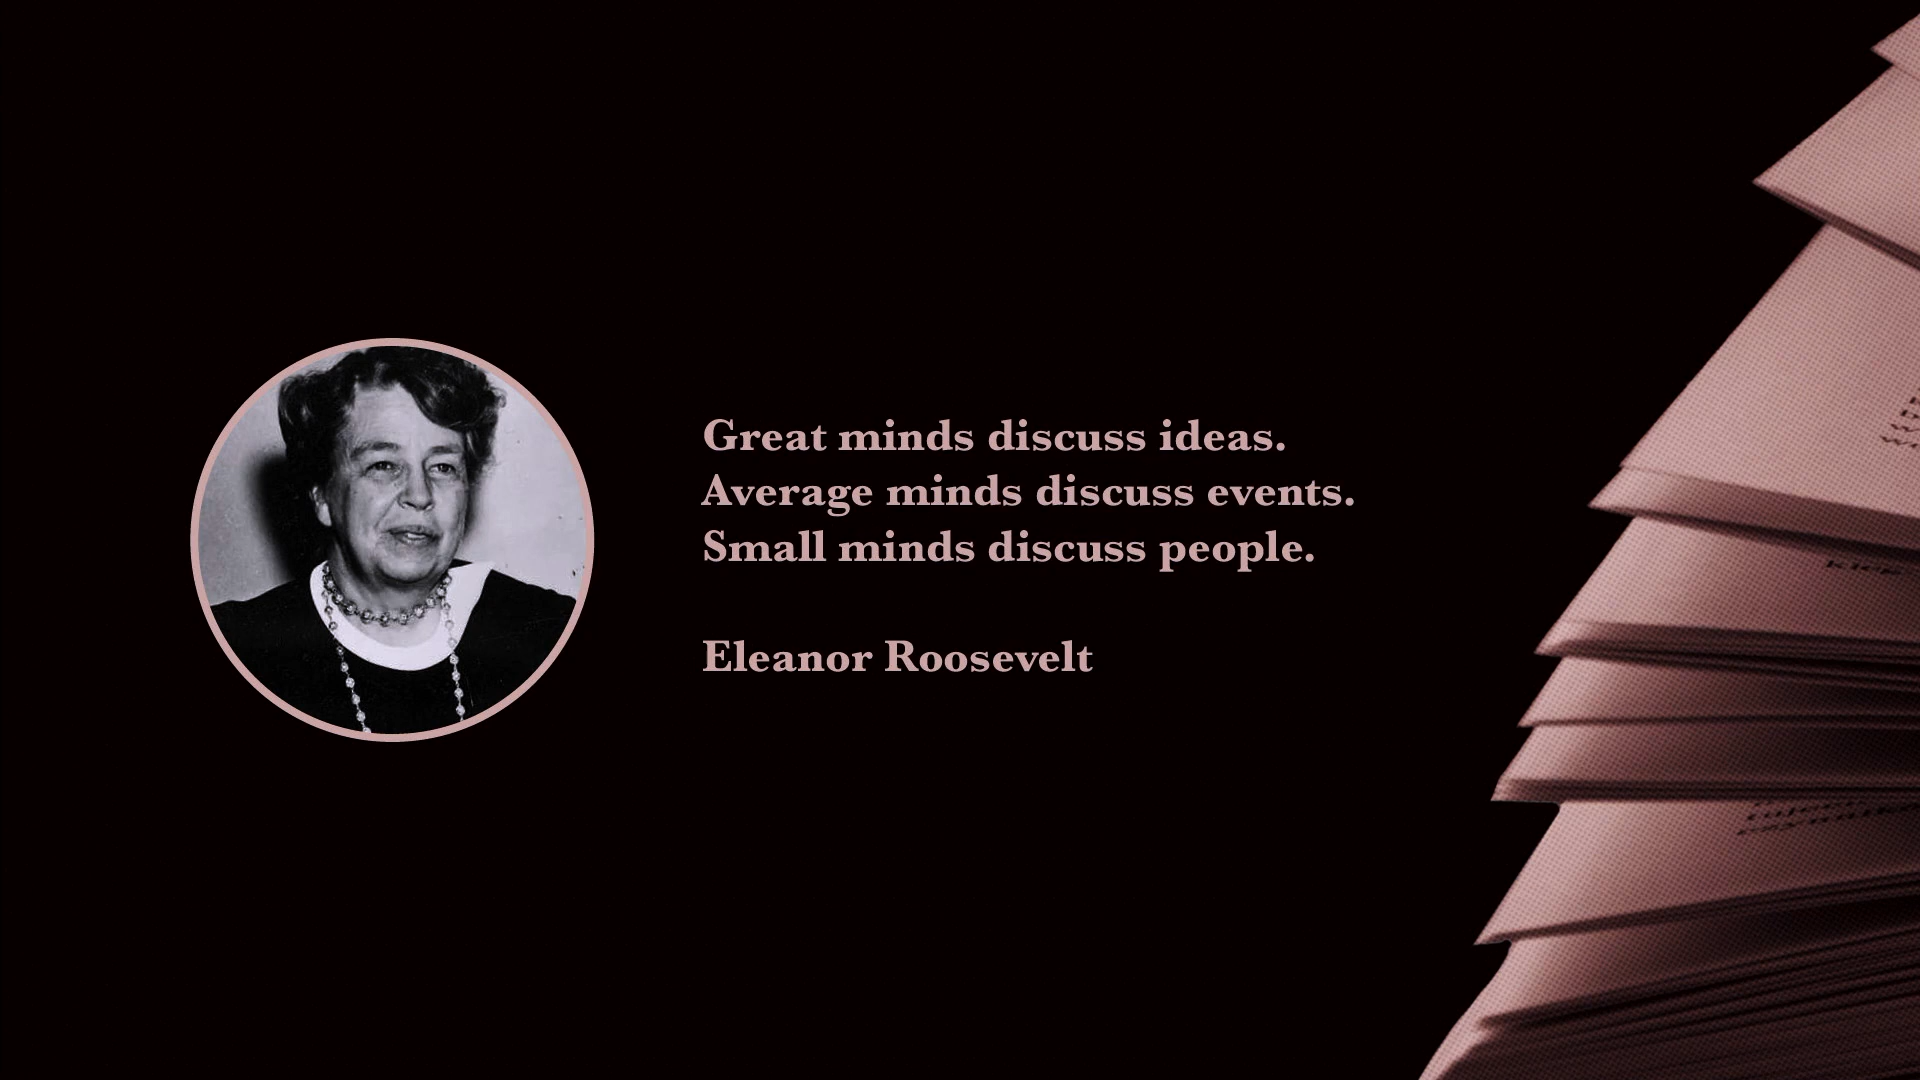 Great minds discuss ideas.
Average minds discuss events.
Small minds discuss people.
Eleanor Roosevelt